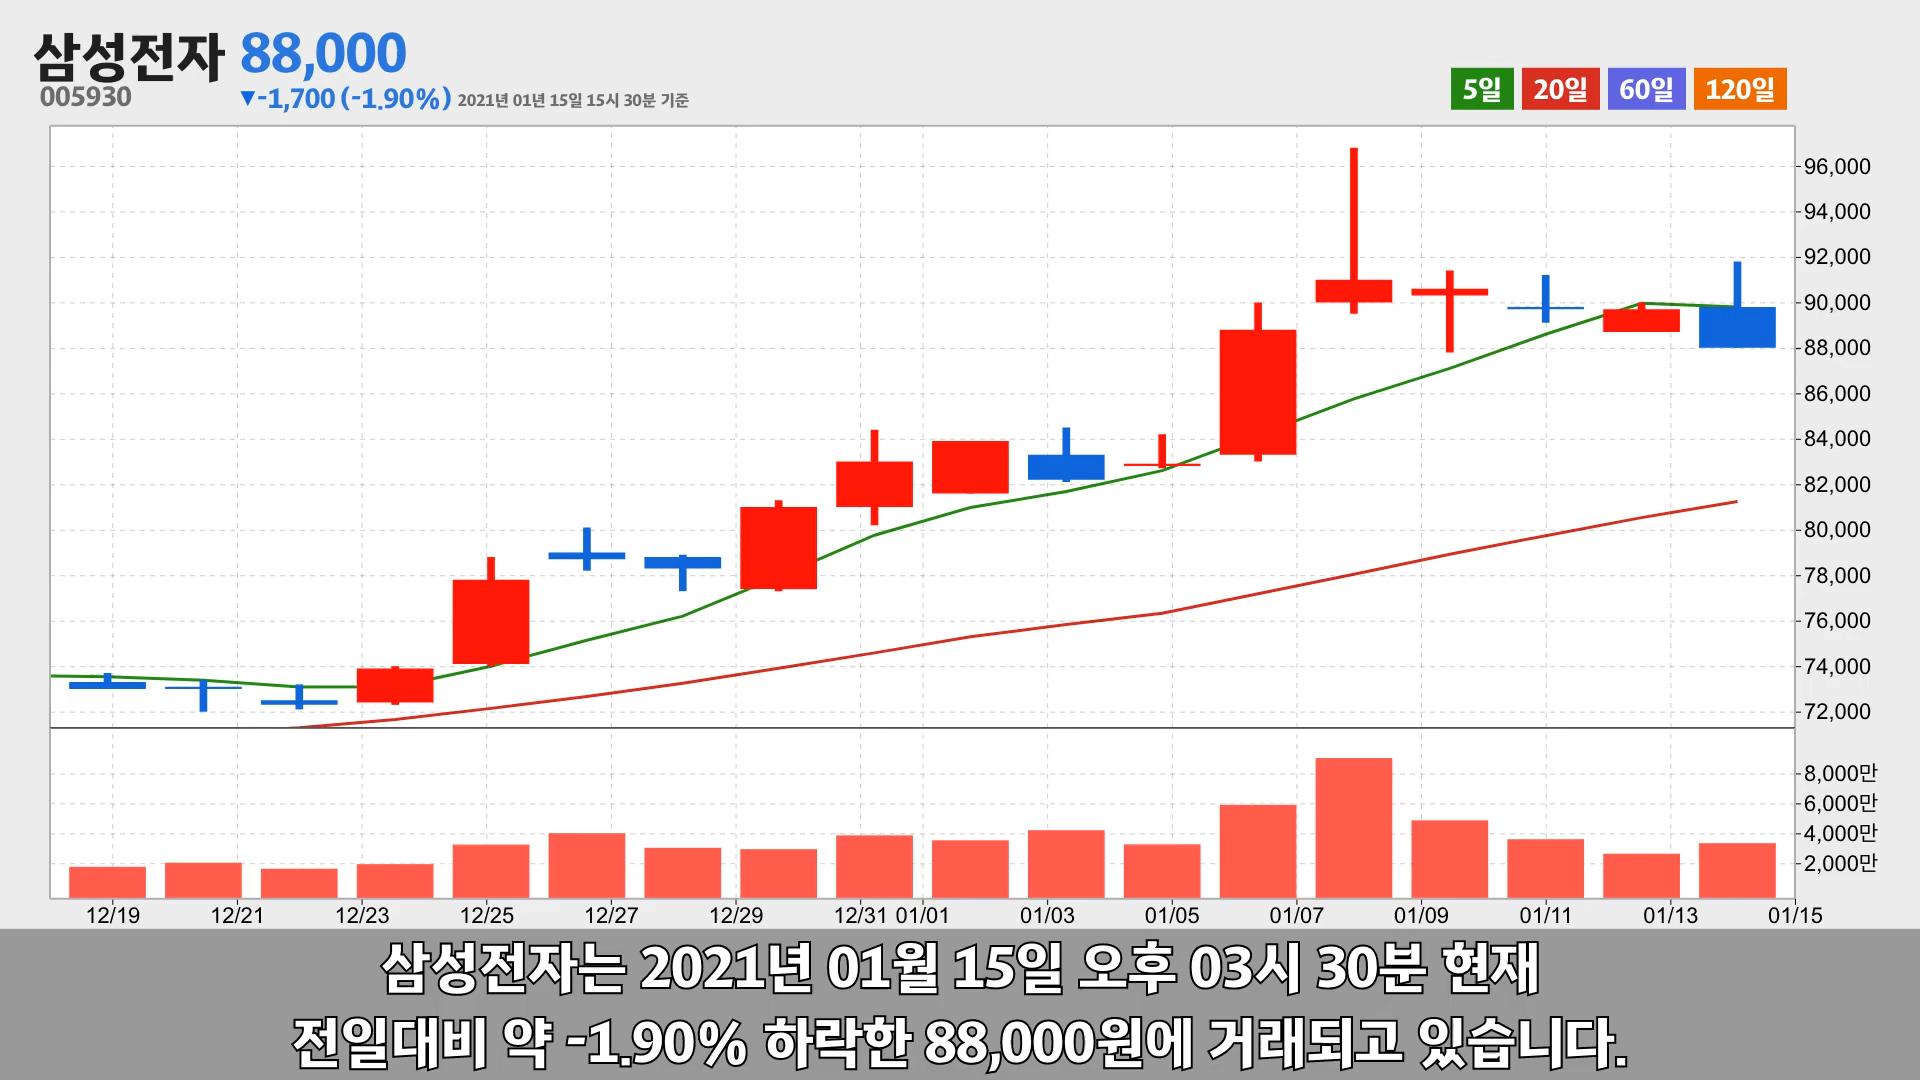 삼성전자 88,000
005930
▼-1,700 (-1.90%) 2021년 01년 15일 15시 30분 기준
5일 20일 60일 120일
96,000
94,000
92,000
90,000
88,000
86,000
84,000
82,000
80,000
78,000
76,000
74,000
72,000
8,000만
6,000만
4,000만
2,000만
12/19 12/21 12/23 12/25 12/27 12/29 12/31 01/01 01/03 01/05 01/07 01/09 01/11 01/13 01/15
삼성전자는 2021년 01월 15일 오후 03시 30분 현재
전일대비 약 -1.90% 하락한 88,000원에 거래되고 있습니다.